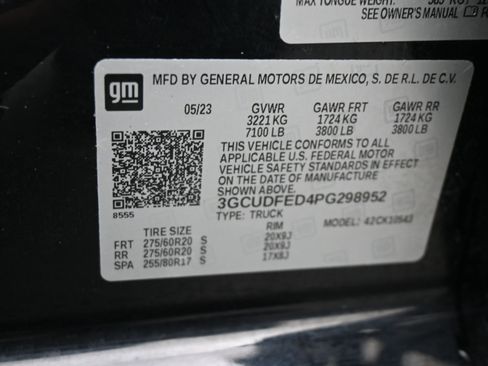 MAX TONGUE WEIGHT:
SEE OWNER'S MANUAL
gm
MFD BY GENERAL MOTORS DE MEXICO, S. DE R.L. DE C.V.
05/23 GVWR GAWR FRT GAWR RR
3221 KG 1724 KG 1724 KG
7100 LB 3800 LB 3800 LB
THIS VEHICLE CONFORMS TO ALL
APPLICABLE U.S. FEDERAL MOTOR
VEHICLE SAFETY STANDARDS IN EFFECT
ON THE DATE OF MANUFACTURE SHOWN ABOVE.
3GCUDFED4PG298952
8555
TYPE: TRUCK MODEL: 42CK10543
TIRE SIZE RIM
FRT 275/60R20 S 20X9J
RR 275/60R20 S 20X9J
SPA 255/80R17 S 17X8J